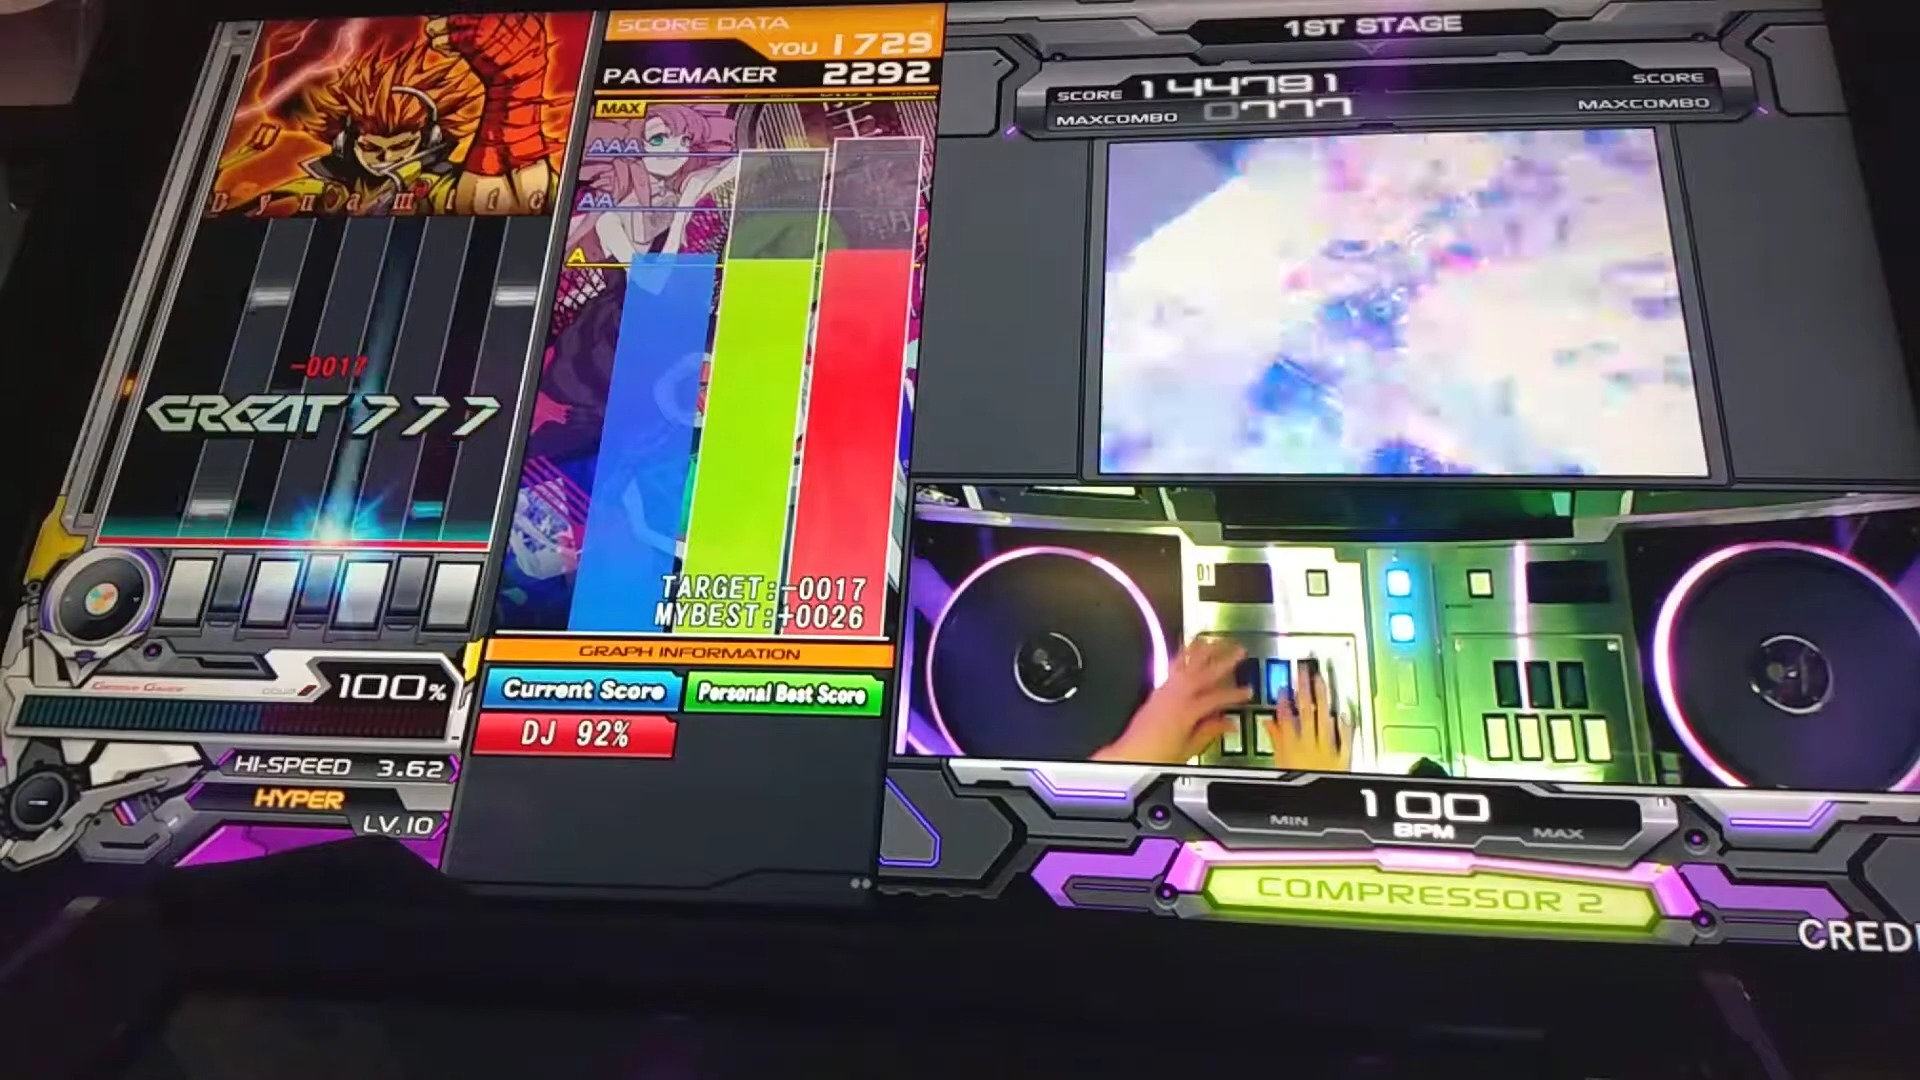 Dynamite
-0017
GREAT 777
100%
HI-SPEED 3.62
HYPER
LV.10
SCORE DATA
YOU 1729
PACEMAKER 2292
MAX
AAA
AA
A
TARGET:-0017
MYBEST:+0026
GRAPH INFORMATION
Current Score
Personal Best Score
DJ 92%
1ST STAGE
SCORE 144791 SCORE
MAXCOMBO 0777 MAXCOMBO
01
100
MIN BPM MAX
COMPRESSOR 2
CREDI